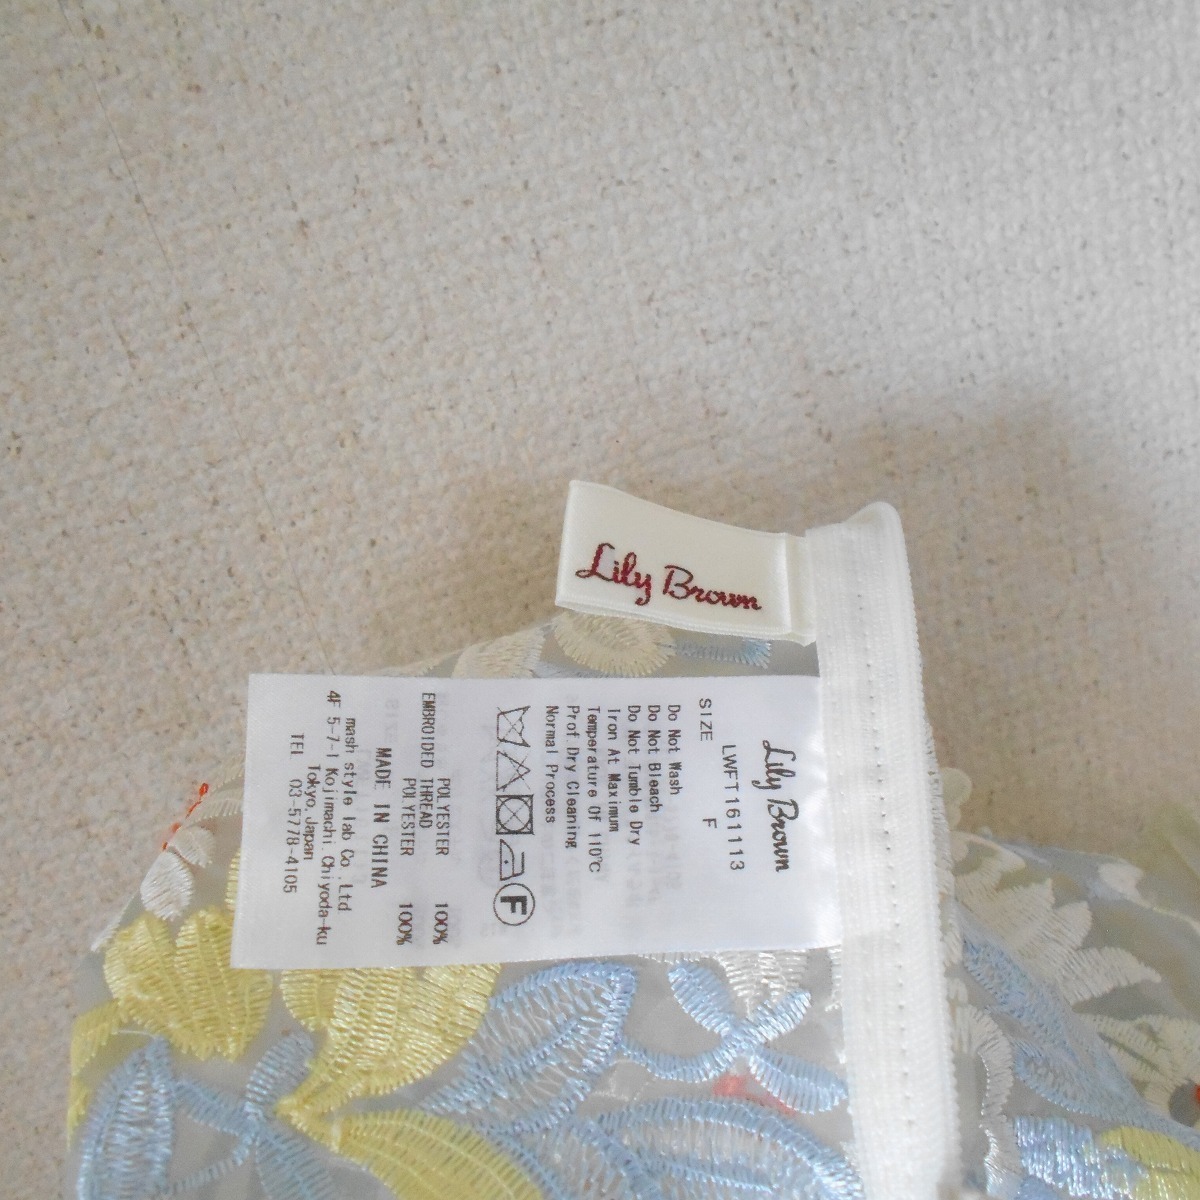 Lily Brown
Lily Brown
LWFT161113
SIZE F
Do Not Wash
Do Not Bleach
Do Not Tumble Dry
Iron At Maximum
Temperature Of 110℃
Prof. Dry Cleaning
Normal Process
F
POLYESTER 100%
EMBROIDED THREAD
POLYESTER 100%
MADE IN CHINA
mash style lab Co., Ltd
4F 5-7-1 Kojimachi.Chiyoda-ku
Tokyo, Japan
TEL 03-5778-4105